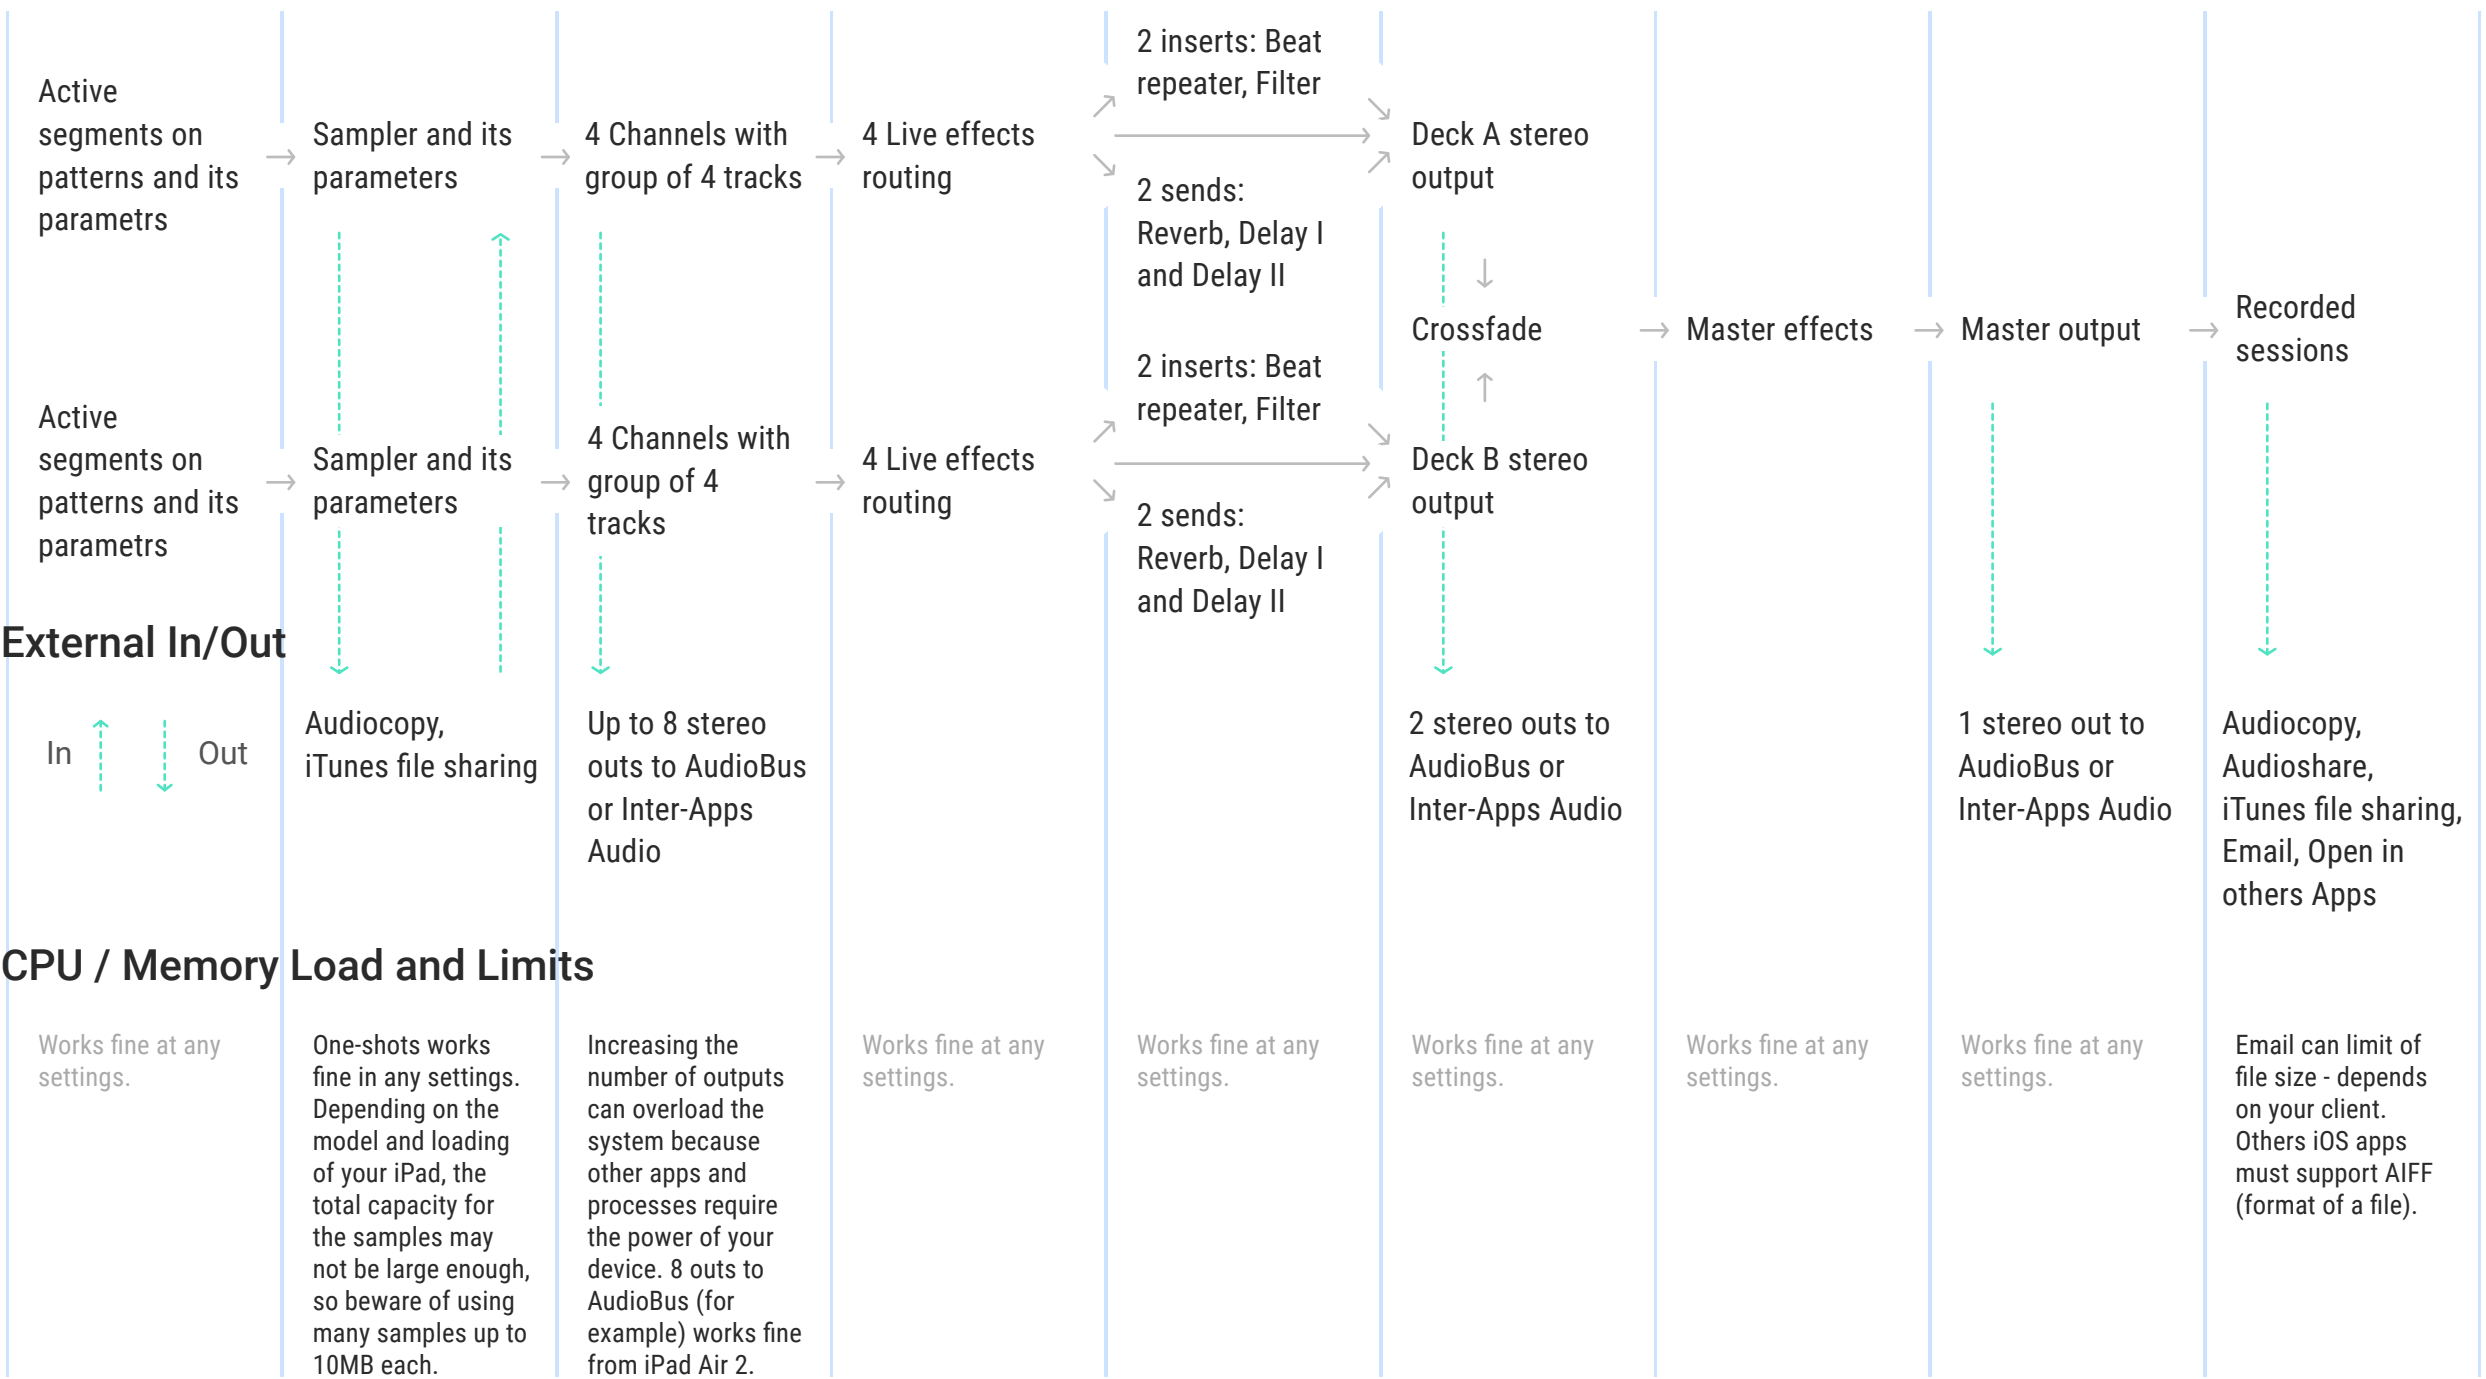 Active
segments on
patterns and its
parametrs
Sampler and its
parameters
4 Channels with
group of 4 tracks
4 Live effects
routing
2 inserts: Beat
repeater, Filter
2 sends:
Reverb, Delay I
and Delay II
Deck A stereo
output
Crossfade
Master effects
Master output
Recorded
sessions
Active
segments on
patterns and its
parametrs
Sampler and its
parameters
4 Channels with
group of 4
tracks
4 Live effects
routing
2 inserts: Beat
repeater, Filter
2 sends:
Reverb, Delay I
and Delay II
Deck B stereo
output
External In/Out
In
Out
Audiocopy,
iTunes file sharing
Up to 8 stereo
outs to AudioBus
or Inter-Apps
Audio
2 stereo outs to
AudioBus or
Inter-Apps Audio
1 stereo out to
AudioBus or
Inter-Apps Audio
Audiocopy,
Audioshare,
iTunes file sharing,
Email, Open in
others Apps
CPU / Memory Load and Limits
Works fine at any
settings.
One-shots works
fine in any settings.
Depending on the
model and loading
of your iPad, the
total capacity for
the samples may
not be large enough,
so beware of using
many samples up to
10MB each.
Increasing the
number of outputs
can overload the
system because
other apps and
processes require
the power of your
device. 8 outs to
AudioBus (for
example) works fine
from iPad Air 2.
Works fine at any
settings.
Works fine at any
settings.
Works fine at any
settings.
Works fine at any
settings.
Works fine at any
settings.
Email can limit of
file size - depends
on your client.
Others iOS apps
must support AIFF
(format of a file).